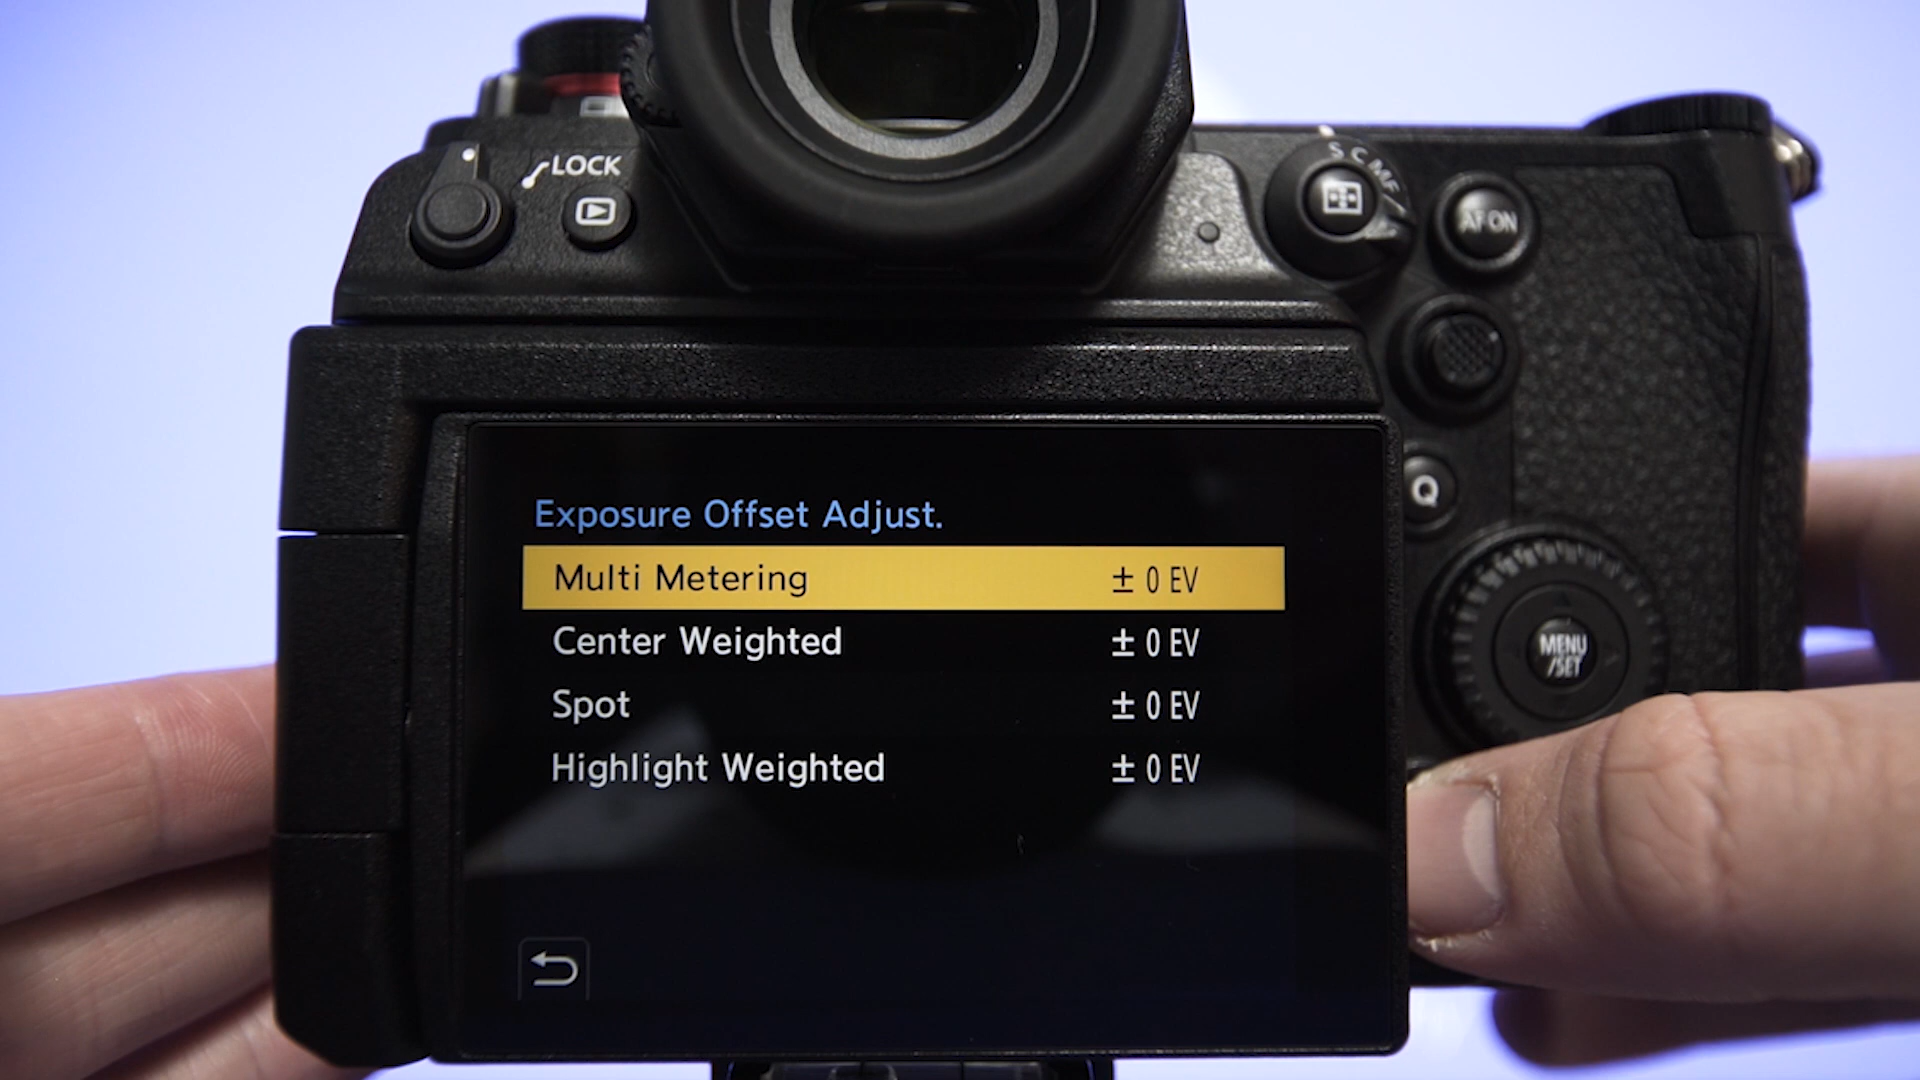 LOCK
S C MF
AF ON
Q
MENU
/SET
Exposure Offset Adjust.
Multi Metering ± 0 EV
Center Weighted ± 0 EV
Spot ± 0 EV
Highlight Weighted ± 0 EV